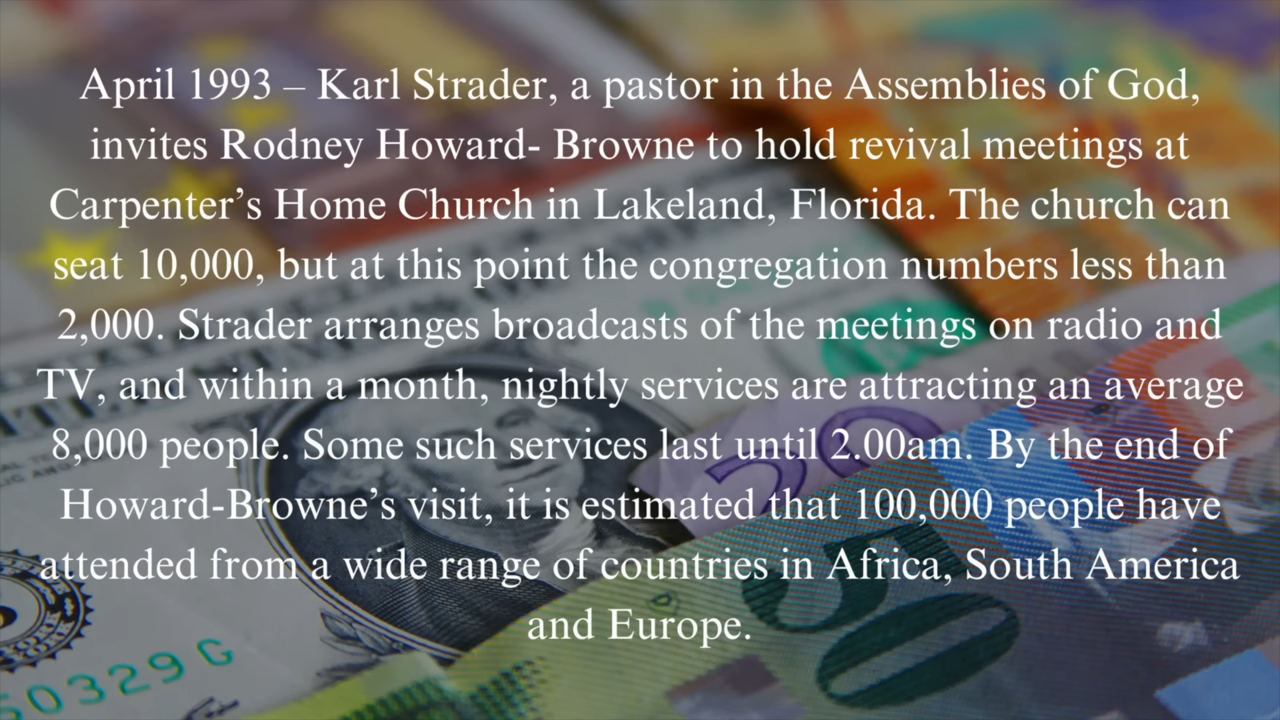 April 1993 – Karl Strader, a pastor in the Assemblies of God,
invites Rodney Howard- Browne to hold revival meetings at
Carpenter’s Home Church in Lakeland, Florida. The church can
seat 10,000, but at this point the congregation numbers less than
2,000. Strader arranges broadcasts of the meetings on radio and
TV, and within a month, nightly services are attracting an average
8,000 people. Some such services last until 2.00am. By the end of
Howard-Browne’s visit, it is estimated that 100,000 people have
attended from a wide range of countries in Africa, South America
and Europe.
20
50329 G